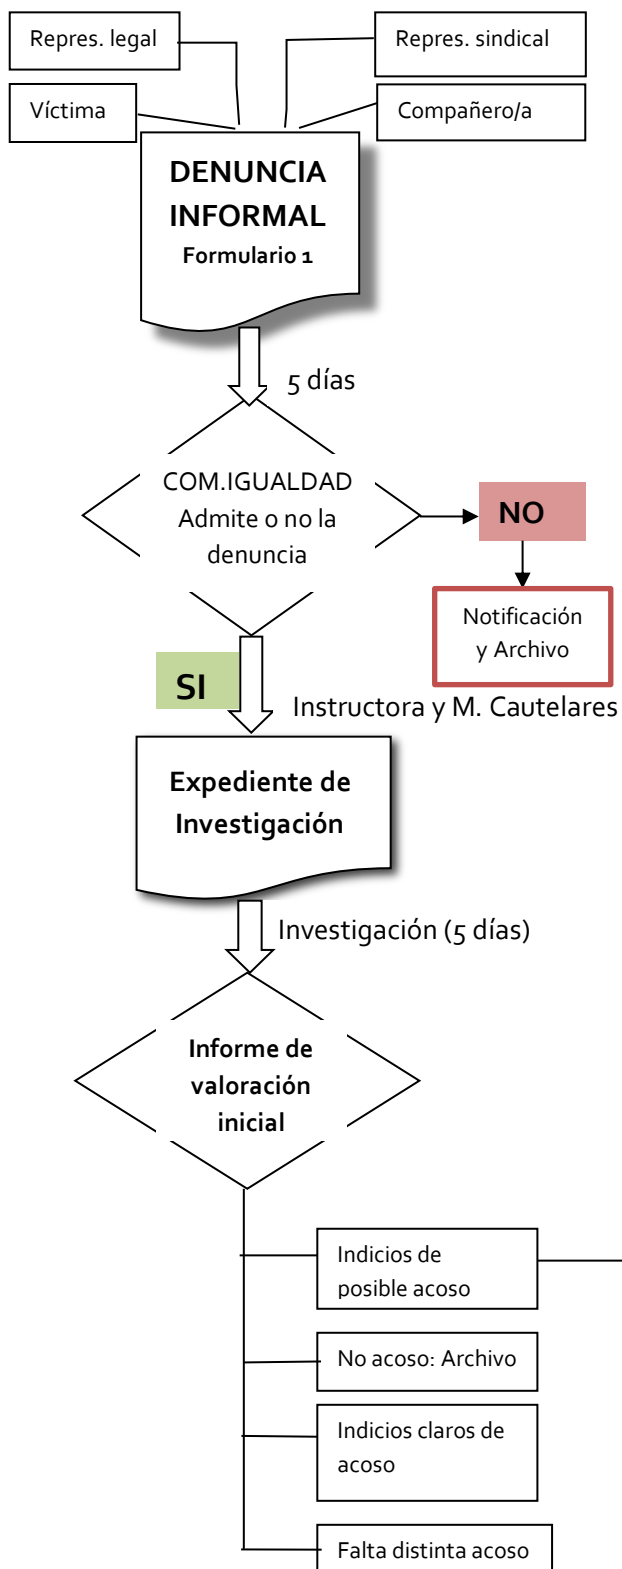 Repres. legal
Repres. sindical
Víctima
Compañero/a
DENUNCIA
INFORMAL
Formulario 1
5 días
COM.IGUALDAD
Admite o no la
denuncia
NO
Notificación
y Archivo
SI
Instructora y M. Cautelares
Expediente de
Investigación
Investigación (5 días)
Informe de
valoración
inicial
Indicios de
posible acoso
No acoso: Archivo
Indicios claros de
acoso
Falta distinta acoso